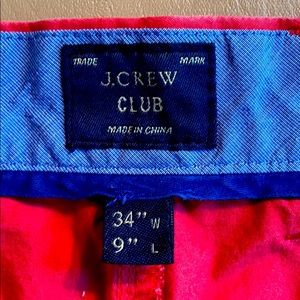 TRADE MARK
J.CREW
CLUB
MADE IN CHINA
34" W
9" L